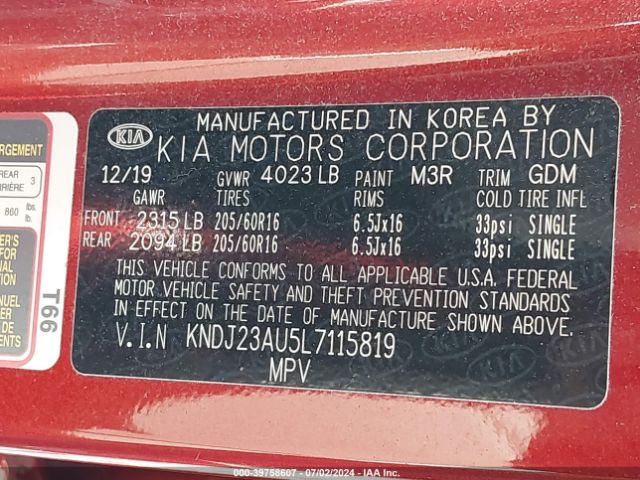 MANUFACTURED IN KOREA BY
KIA KIA MOTORS CORPORATION
12/19 GVWR 4023 LB PAINT M3R TRIM GDM
GAWR TIRES RIMS COLD TIRE INFL
FRONT 2315 LB 205/60R16 6.5Jx16 33psi SINGLE
REAR 2094 LB 205/60R16 6.5Jx16 33psi SINGLE
THIS VEHICLE CONFORMS TO ALL APPLICABLE U.S.A. FEDERAL
MOTOR VEHICLE SAFETY AND THEFT PREVENTION STANDARDS
IN EFFECT ON THE DATE OF MANUFACTURE SHOWN ABOVE.
V.I.N KNDJ23AU5L7115819
MPV
ARGEMENT
REAR 3
860 lbs.
T66
000-39758607 - 07/02/2024 - IAA Inc.